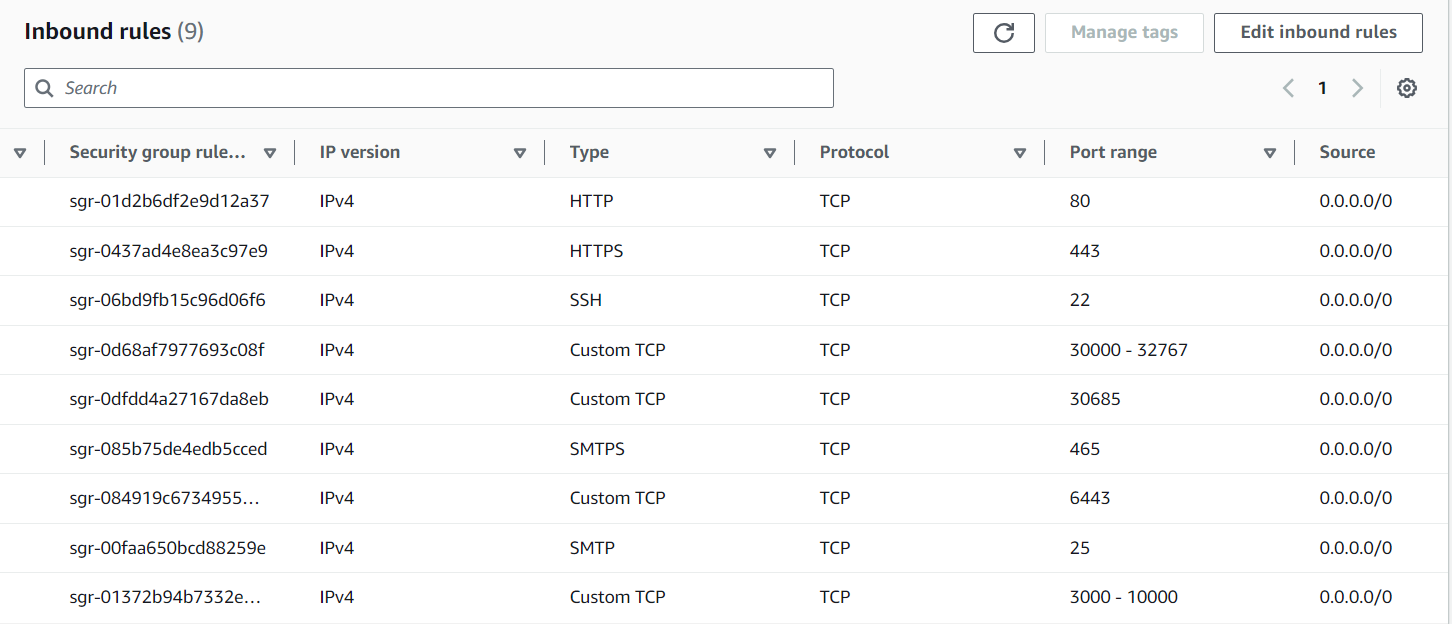 Inbound rules (9)
Manage tags
Edit inbound rules
Search
1
Security group rule... IP version Type Protocol Port range Source
sgr-01d2b6df2e9d12a37 IPv4 HTTP TCP 80 0.0.0.0/0
sgr-0437ad4e8ea3c97e9 IPv4 HTTPS TCP 443 0.0.0.0/0
sgr-06bd9fb15c96d06f6 IPv4 SSH TCP 22 0.0.0.0/0
sgr-0d68af7977693c08f IPv4 Custom TCP TCP 30000 - 32767 0.0.0.0/0
sgr-0dfdd4a27167da8eb IPv4 Custom TCP TCP 30685 0.0.0.0/0
sgr-085b75de4edb5cced IPv4 SMTPS TCP 465 0.0.0.0/0
sgr-084919c6734955... IPv4 Custom TCP TCP 6443 0.0.0.0/0
sgr-00faa650bcd88259e IPv4 SMTP TCP 25 0.0.0.0/0
sgr-01372b94b7332e... IPv4 Custom TCP TCP 3000 - 10000 0.0.0.0/0